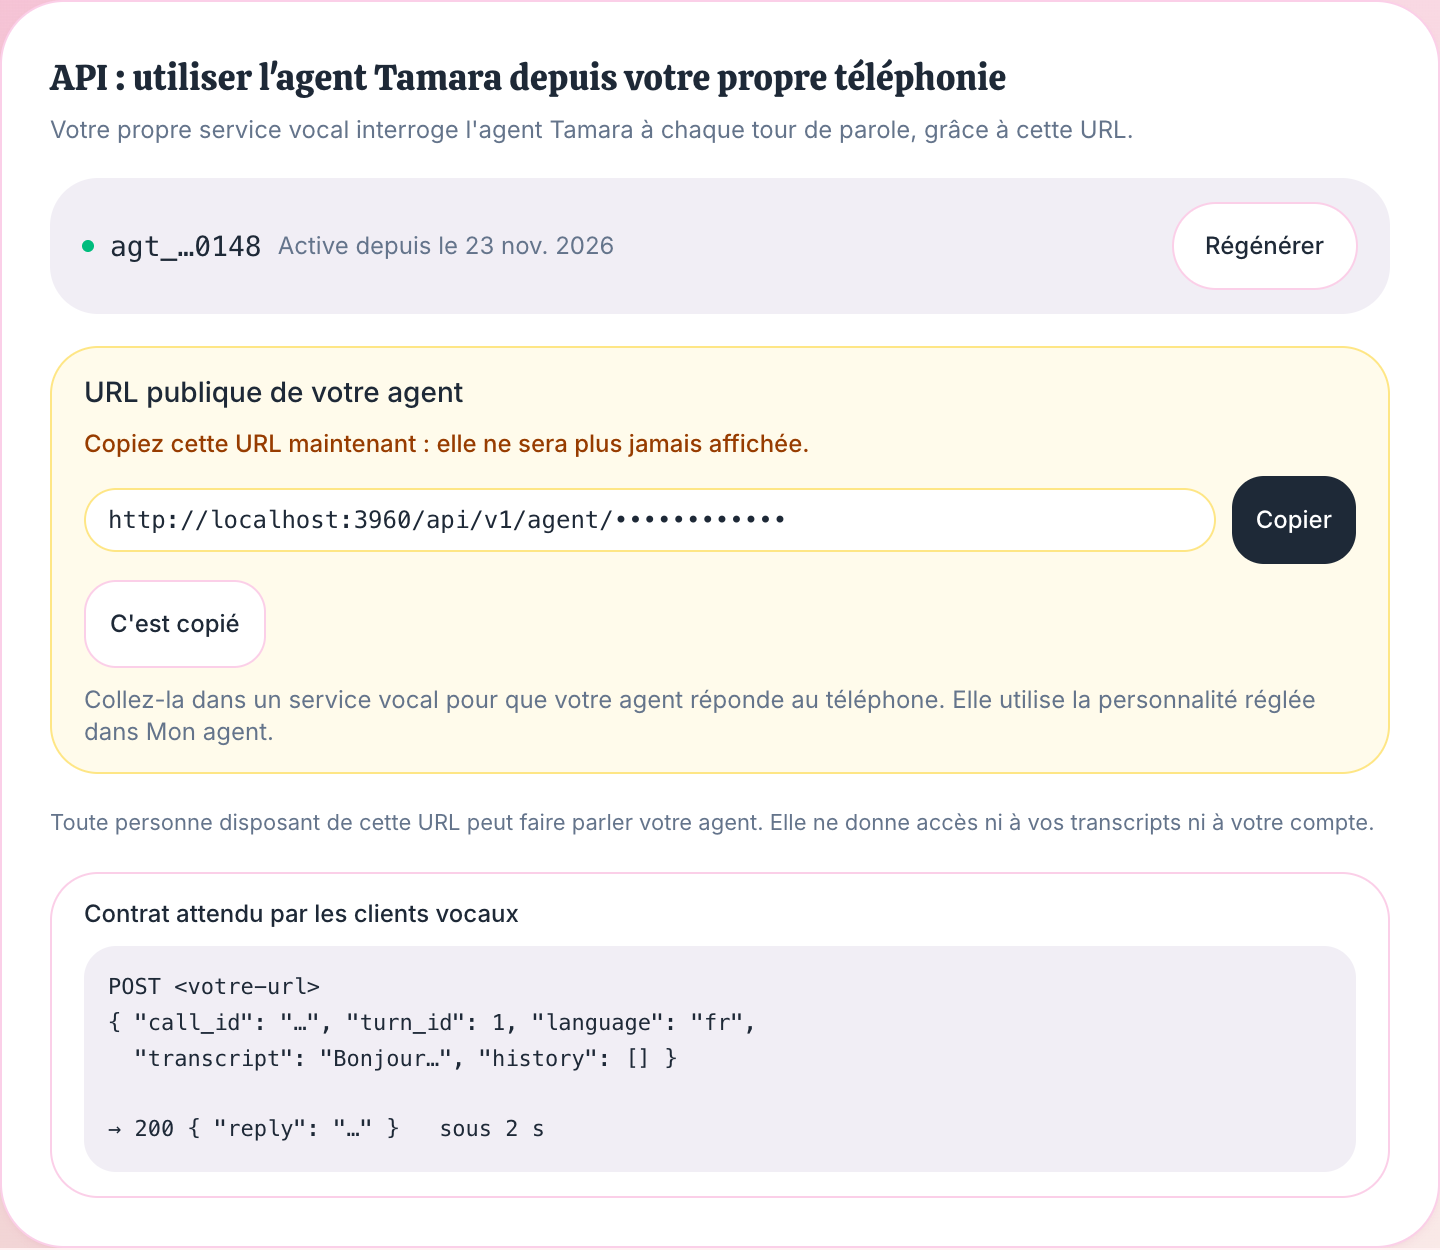 API : utiliser l'agent Tamara depuis votre propre téléphonie
Votre propre service vocal interroge l'agent Tamara à chaque tour de parole, grâce à cette URL.
agt_…0148 Active depuis le 23 nov. 2026
Régénérer
URL publique de votre agent
Copiez cette URL maintenant : elle ne sera plus jamais affichée.
http://localhost:3960/api/v1/agent/••••••••••••
Copier
C'est copié
Collez-la dans un service vocal pour que votre agent réponde au téléphone. Elle utilise la personnalité réglée
dans Mon agent.
Toute personne disposant de cette URL peut faire parler votre agent. Elle ne donne accès ni à vos transcripts ni à votre compte.
Contrat attendu par les clients vocaux
POST <votre-url>
{ "call_id": "…", "turn_id": 1, "language": "fr",
  "transcript": "Bonjour…", "history": [] }
→ 200 { "reply": "…" }   sous 2 s